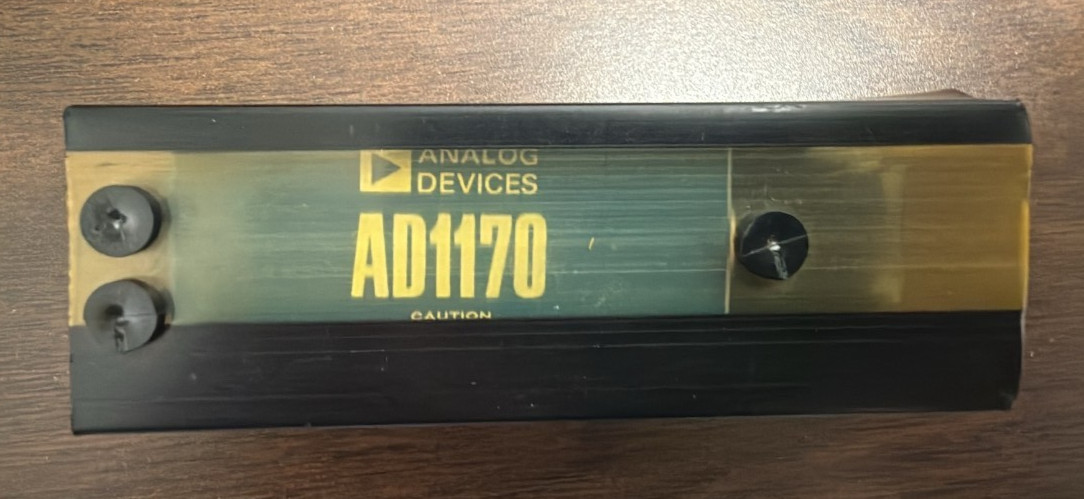 ANALOG
DEVICES
AD1170
CAUTION